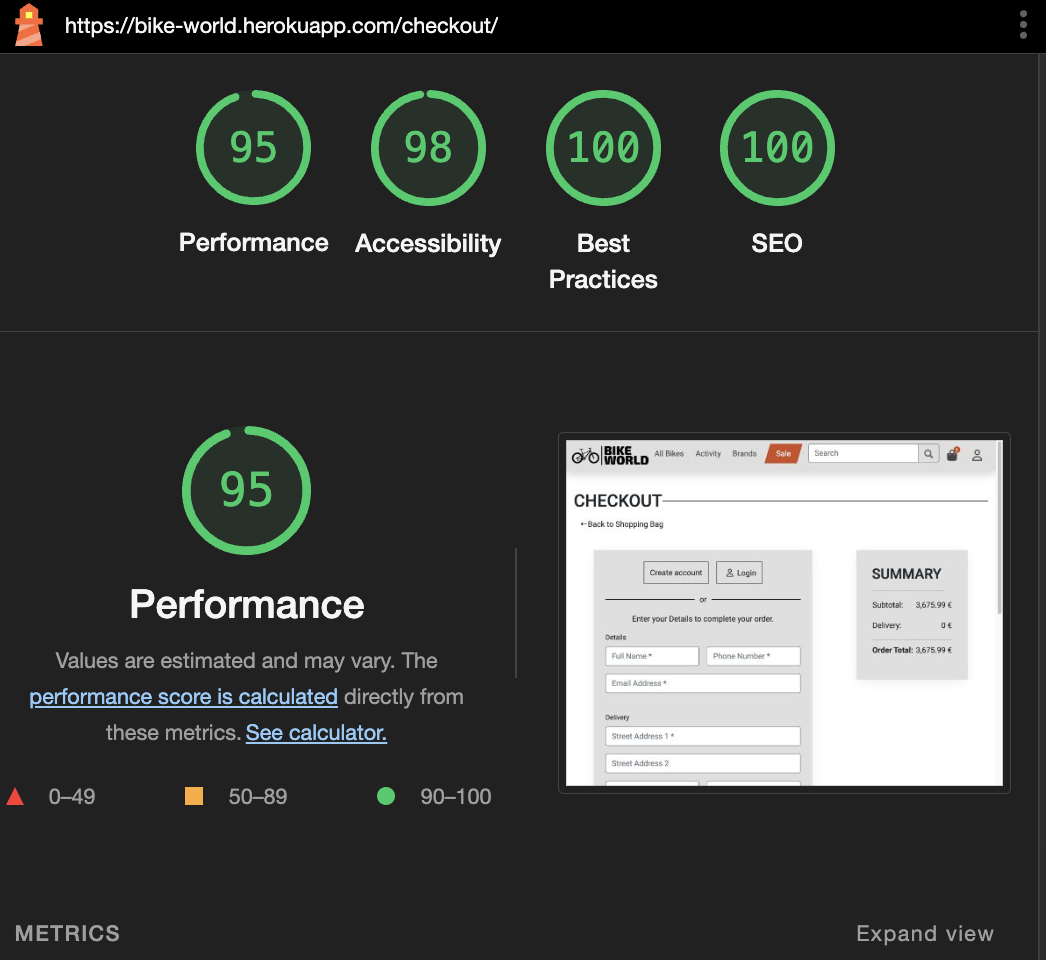 https://bike-world.herokuapp.com/checkout/
95 98 100 100
Performance Accessibility Best Practices SEO
95
Performance
Values are estimated and may vary. The
performance score is calculated directly from
these metrics. See calculator.
0–49 50–89 90–100
BIKE WORLD All Bikes Activity Brands Sale Search
CHECKOUT
←Back to Shopping Bag
Create account Login
or
Enter your Details to complete your order.
Details
Full Name * Phone Number *
Email Address *
Delivery
Street Address 1 *
Street Address 2
SUMMARY
Subtotal: 3,675.99 €
Delivery: 0 €
Order Total: 3,675.99 €
METRICS Expand view